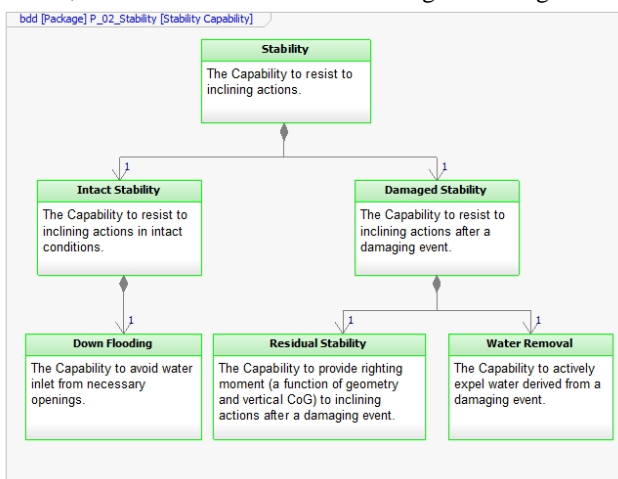 bdd [Package] P_02_Stability [Stability Capability]
Stability
The Capability to resist to
inclining actions.
1
1
Intact Stability
The Capability to resist to
inclining actions in intact
conditions.
Damaged Stability
The Capability to resist to
inclining actions after a
damaging event.
1
1
1
Down Flooding
The Capability to avoid water
inlet from necessary
openings.
Residual Stability
The Capability to provide righting
moment (a function of geometry
and vertical CoG) to inclining
actions after a damaging event.
Water Removal
The Capability to actively
expel water derived from a
damaging event.